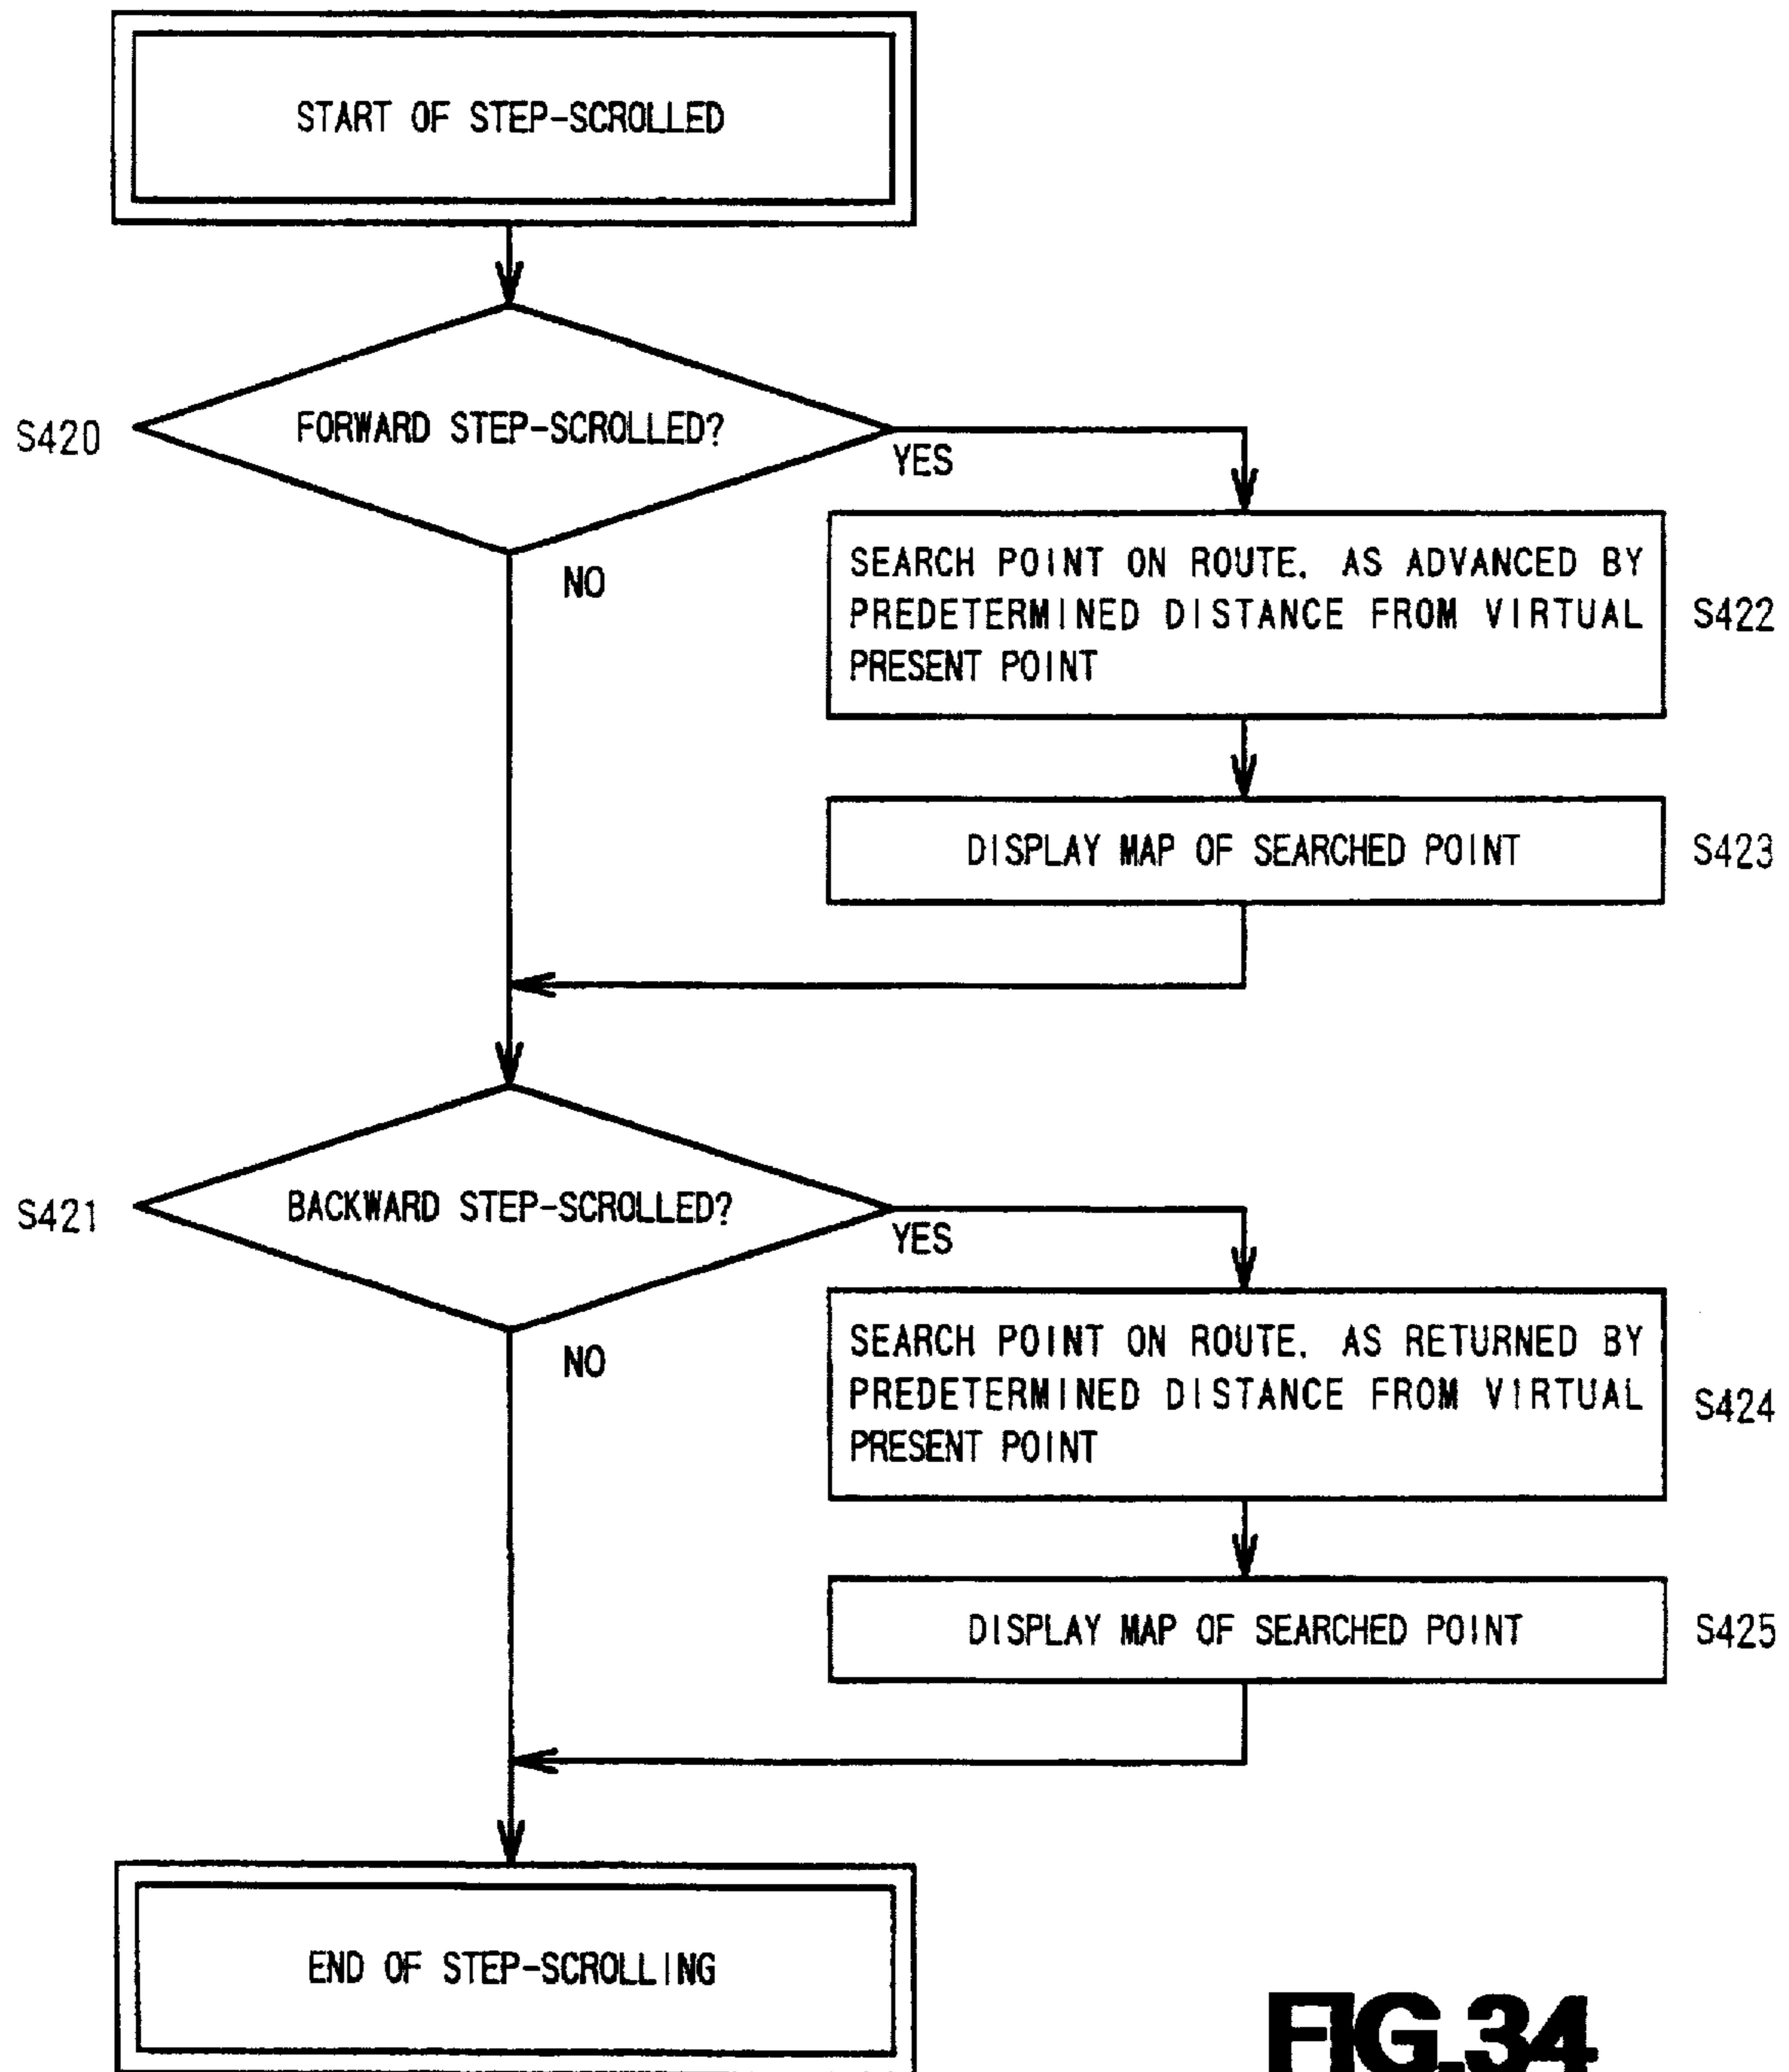 START OF STEP-SCROLLED
S420
FORWARD STEP-SCROLLED?
YES
NO
SEARCH POINT ON ROUTE, AS ADVANCED BY
PREDETERMINED DISTANCE FROM VIRTUAL
PRESENT POINT
S422
DISPLAY MAP OF SEARCHED POINT
S423
S421
BACKWARD STEP-SCROLLED?
YES
NO
SEARCH POINT ON ROUTE, AS RETURNED BY
PREDETERMINED DISTANCE FROM VIRTUAL
PRESENT POINT
S424
DISPLAY MAP OF SEARCHED POINT
S425
END OF STEP-SCROLLING
FIG.34